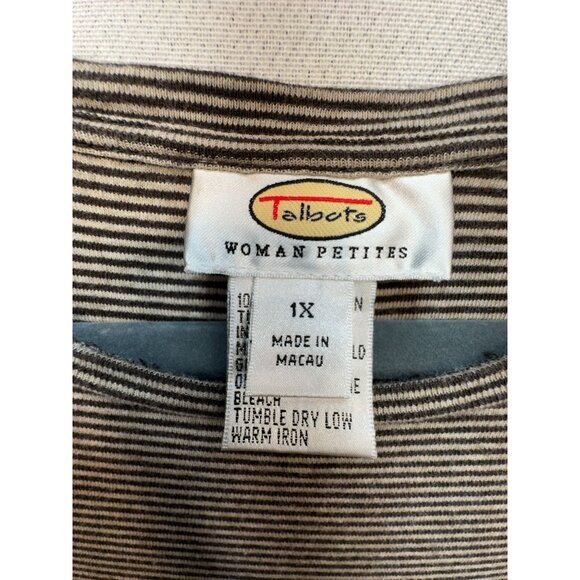 Talbots
WOMAN PETITES
1X
MADE IN
MACAU
BLEACH
TUMBLE DRY LOW
WARM IRON